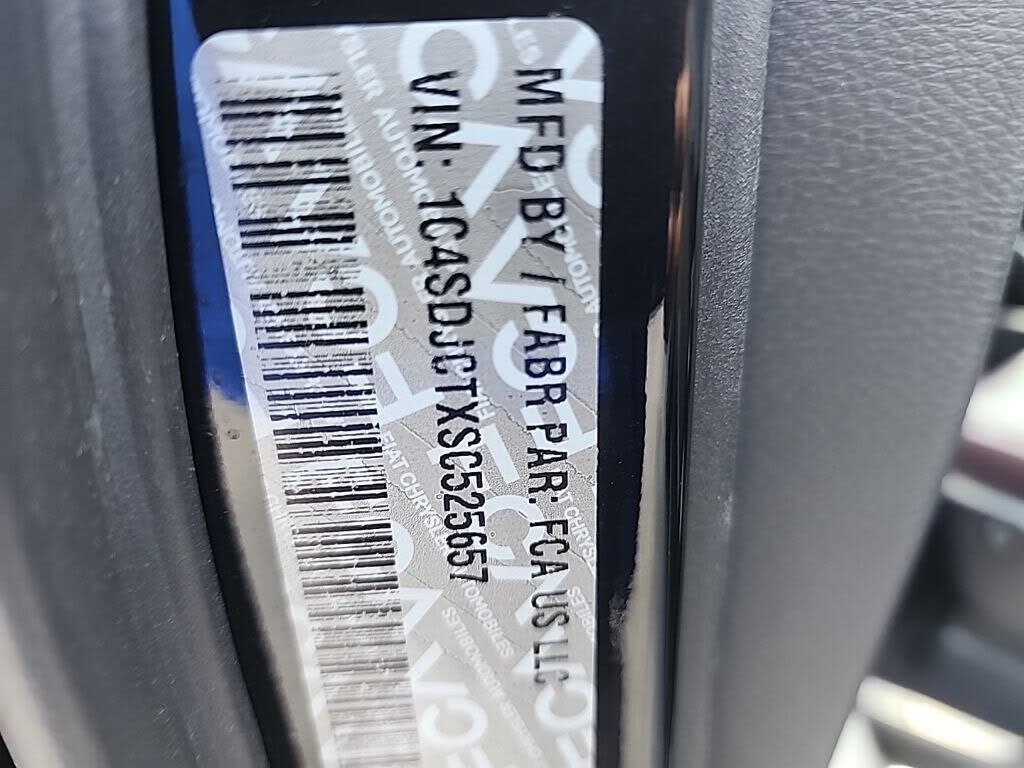 MFD BY / FABR PAR: FCA US LLC
VIN: 1C4SDJCTXSC525657